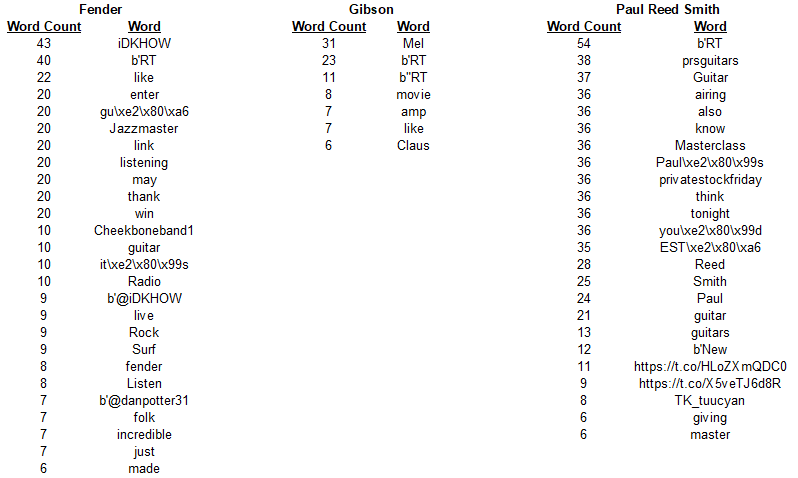 Fender Gibson Paul Reed Smith
Word Count Word Word Count Word Word Count Word
43 iDKHOW 31 Mel 54 b'RT
40 b'RT 23 b'RT 38 prsguitars
22 like 11 b"RT 37 Guitar
20 enter 8 movie 36 airing
20 gu\xe2\x80\xa6 7 amp 36 also
20 Jazzmaster 7 like 36 know
20 link 6 Claus 36 Masterclass
20 listening 36 Paul\xe2\x80\x99s
20 may 36 privatestockfriday
20 thank 36 think
20 win 36 tonight
10 Cheekboneband1 36 you\xe2\x80\x99d
10 guitar 35 EST\xe2\x80\xa6
10 it\xe2\x80\x99s 28 Reed
10 Radio 25 Smith
9 b'@iDKHOW 24 Paul
9 live 21 guitar
9 Rock 13 guitars
9 Surf 12 b'New
8 fender 11 https://t.co/HLoZXmQDC0
8 Listen 9 https://t.co/X5veTJ6d8R
7 b'@danpotter31 8 TK_tuucyan
7 folk 6 giving
7 incredible 6 master
7 just
6 made